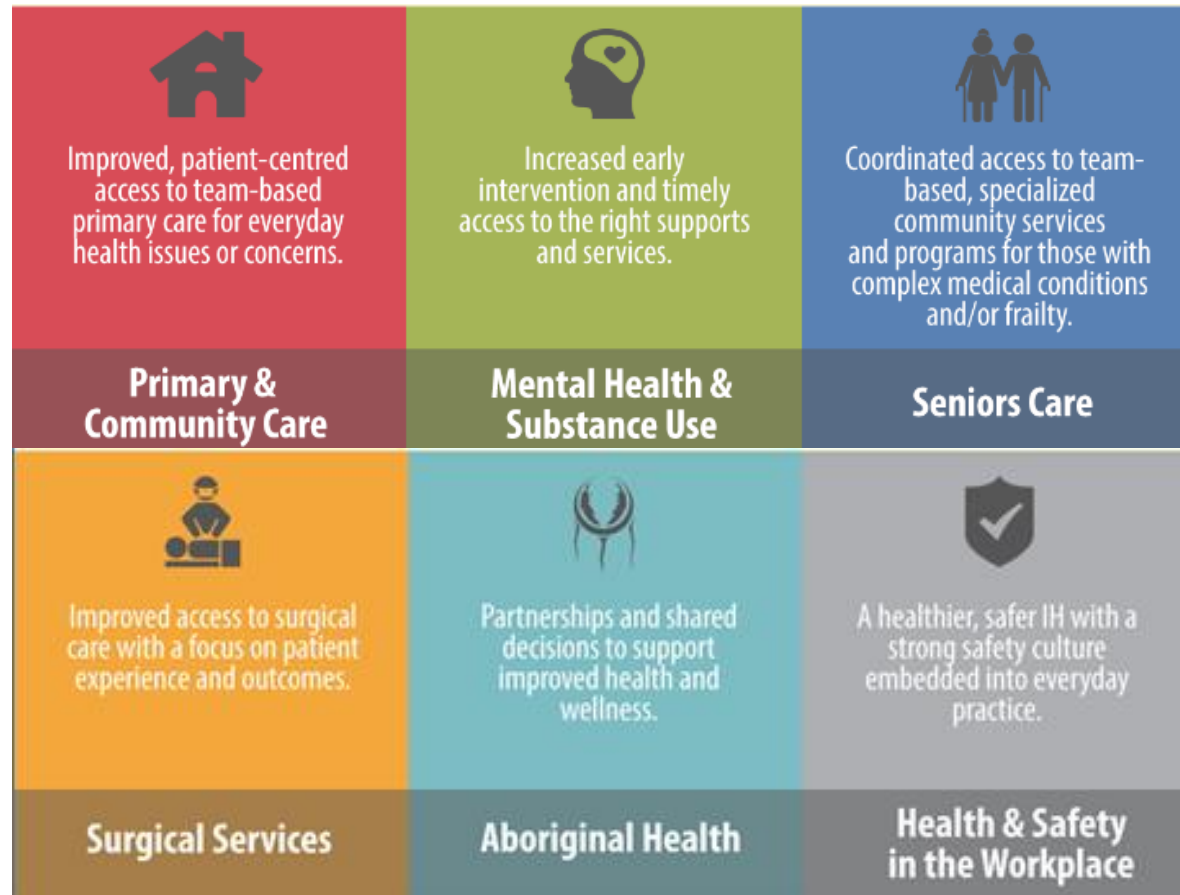 Improved, patient-centred
access to team-based
primary care for everyday
health issues or concerns.
Primary &
Community Care
Increased early
intervention and timely
access to the right supports
and services.
Mental Health &
Substance Use
Coordinated access to team-
based, specialized
community services
and programs for those with
complex medical conditions
and/or frailty.
Seniors Care
Improved access to surgical
care with a focus on patient
experience and outcomes.
Surgical Services
Partnerships and shared
decisions to support
improved health and
wellness.
Aboriginal Health
A healthier, safer IH with a
strong safety culture
embedded into everyday
practice.
Health & Safety
in the Workplace